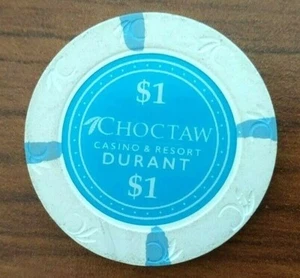 $1
CHOCTAW
CASINO & RESORT
DURANT
$1